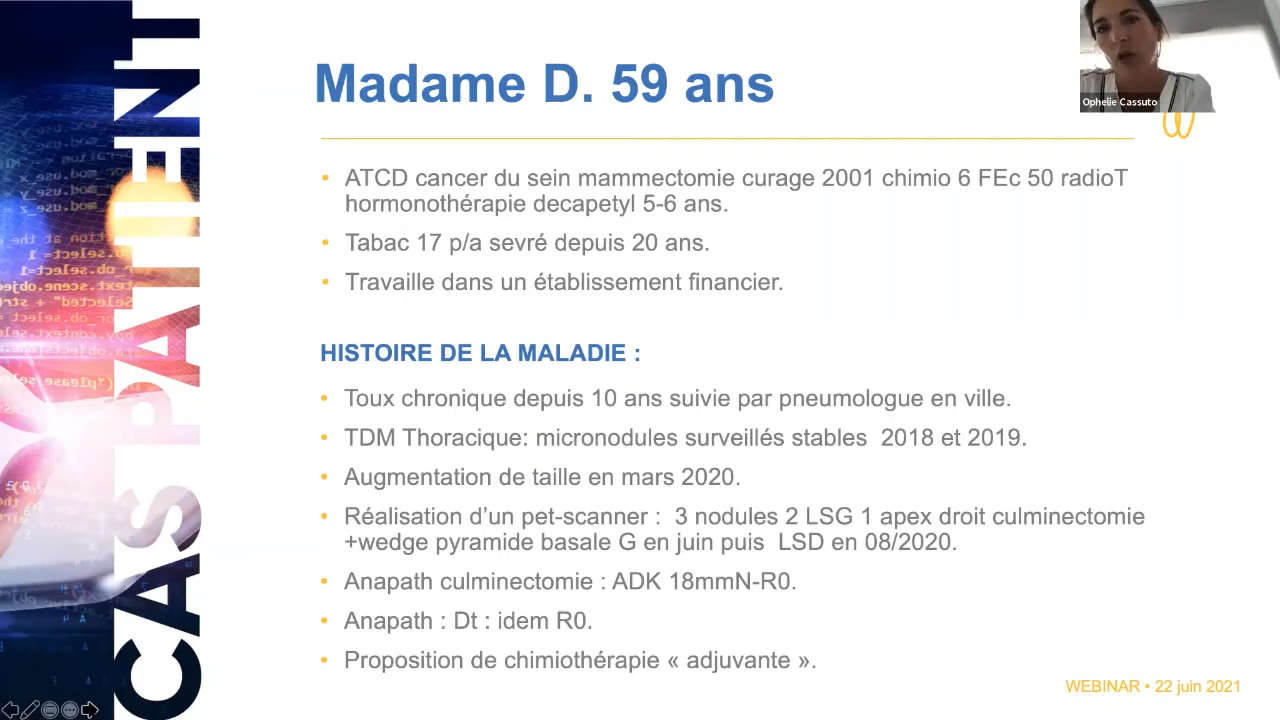 CAS PATIENT
Madame D. 59 ans
Ophelie Cassuto
• ATCD cancer du sein mammectomie curage 2001 chimio 6 FEc 50 radioT
hormonothérapie decapetyl 5-6 ans.
• Tabac 17 p/a sevré depuis 20 ans.
• Travaille dans un établissement financier.
HISTOIRE DE LA MALADIE :
• Toux chronique depuis 10 ans suivie par pneumologue en ville.
• TDM Thoracique: micronodules surveillés stables  2018 et 2019.
• Augmentation de taille en mars 2020.
• Réalisation d’un pet-scanner :  3 nodules 2 LSG 1 apex droit culminectomie
+wedge pyramide basale G en juin puis  LSD en 08/2020.
• Anapath culminectomie : ADK 18mmN-R0.
• Anapath : Dt : idem R0.
• Proposition de chimiothérapie « adjuvante ».
WEBINAR • 22 juin 2021